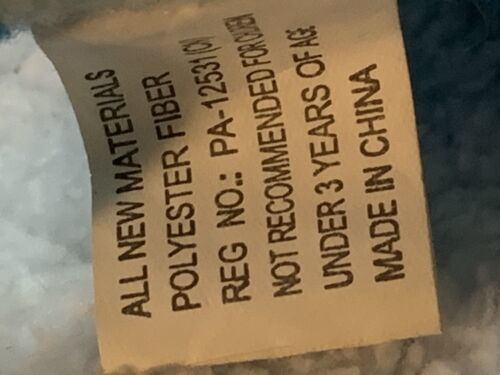 ALL NEW MATERIALS
POLYESTER FIBER
REG NO.: PA-12531(CN)
NOT RECOMMENDED FOR CHILDREN
UNDER 3 YEARS OF AGE
MADE IN CHINA